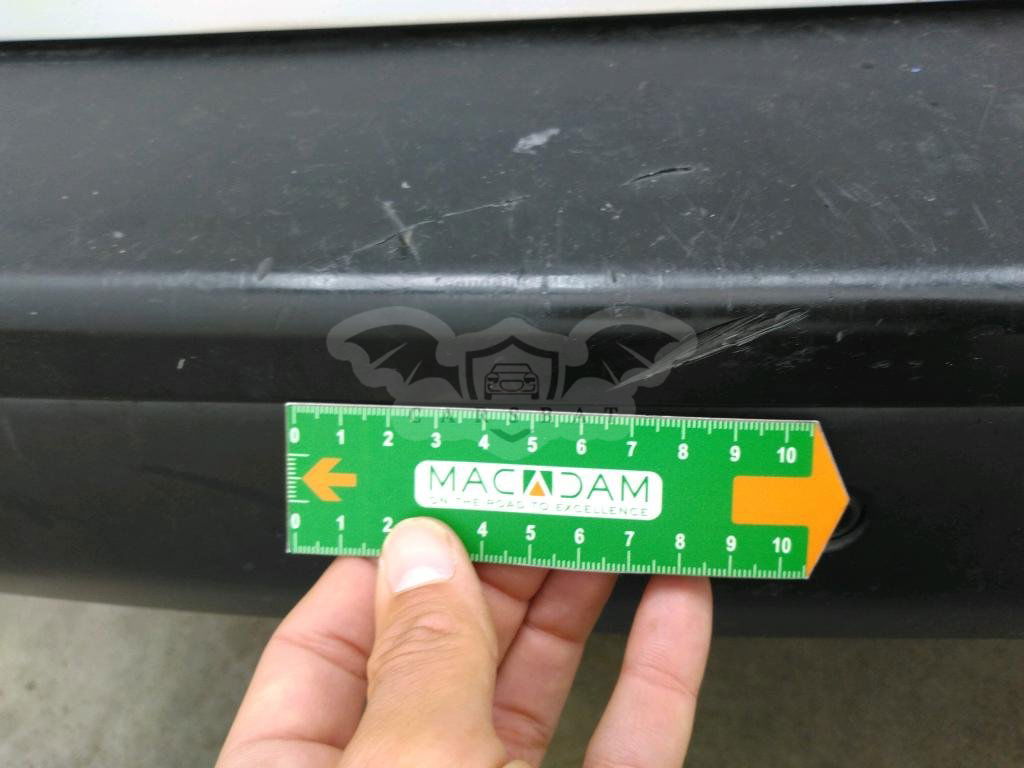 CARSBAT
0 1 2 3 4 5 6 7 8 9 10
MACADAM
ON THE ROAD TO EXCELLENCE
0 1 2 4 5 6 7 8 9 10